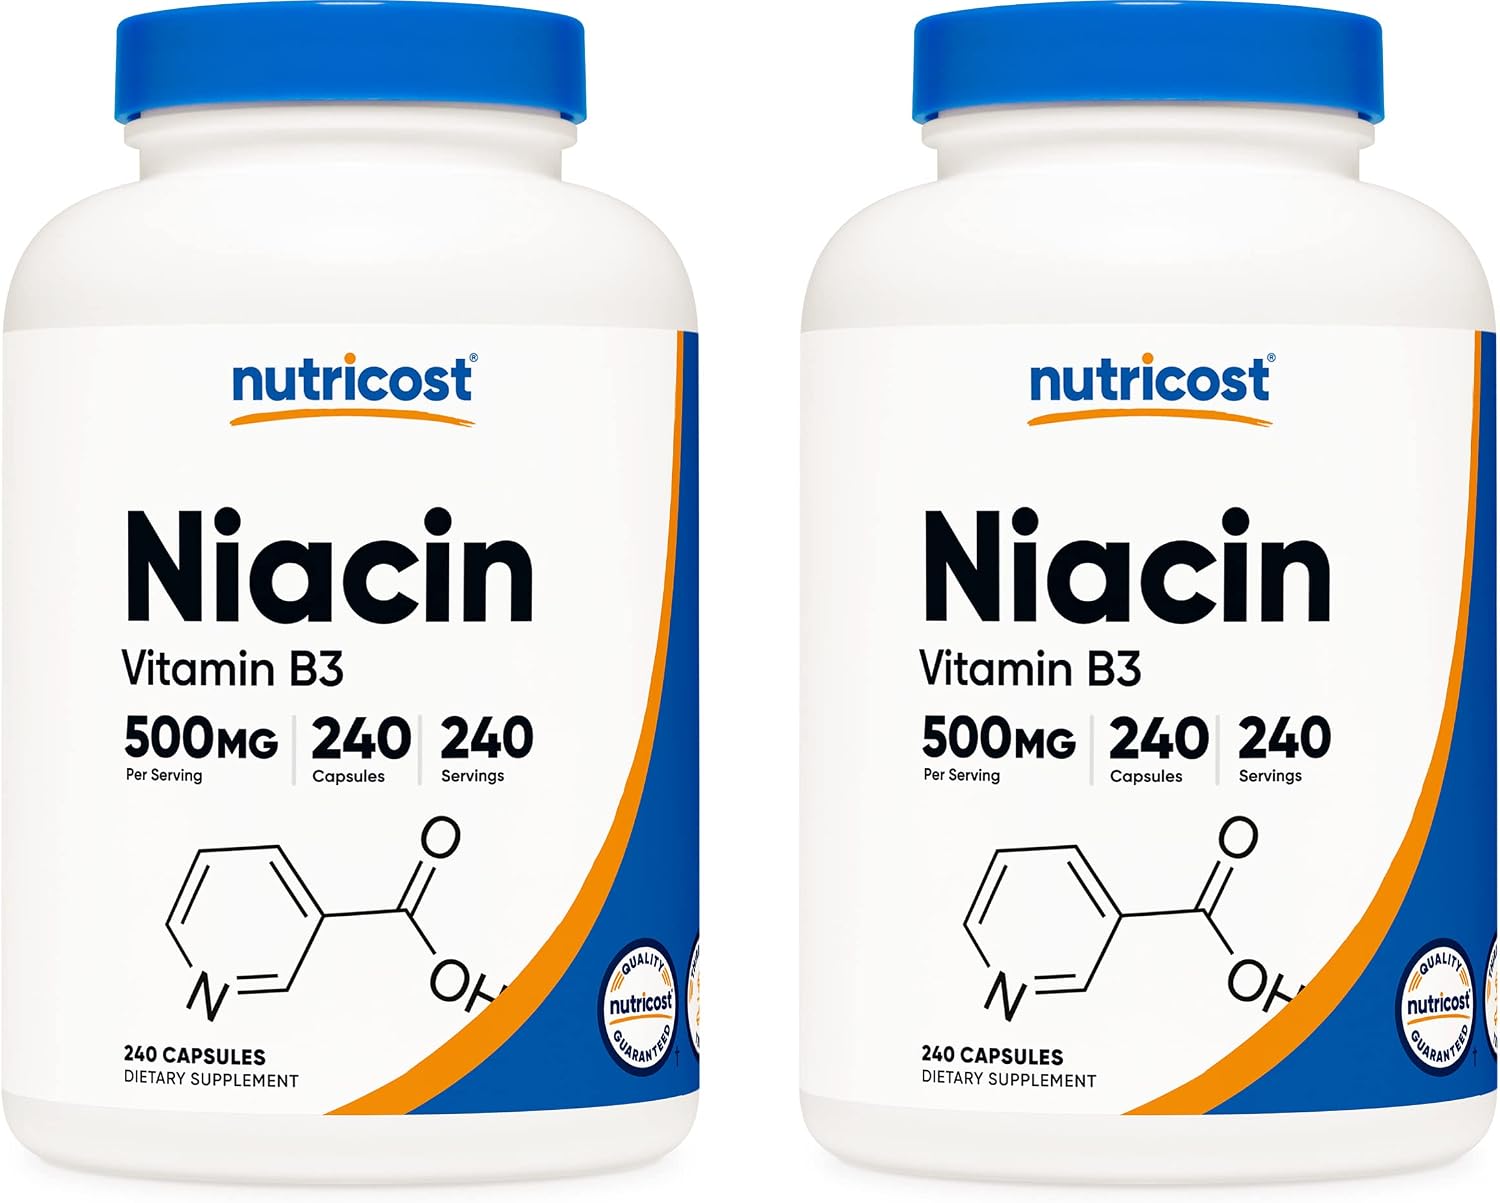 nutricost®
Niacin
Vitamin B3
500MG 240 240
Per Serving Capsules Servings
O
OH
N
240 CAPSULES
DIETARY SUPPLEMENT
QUALITY
nutricost®
GUARANTEED
†
nutricost®
Niacin
Vitamin B3
500MG 240 240
Per Serving Capsules Servings
O
OH
N
240 CAPSULES
DIETARY SUPPLEMENT
QUALITY
nutricost®
GUARANTEED
†